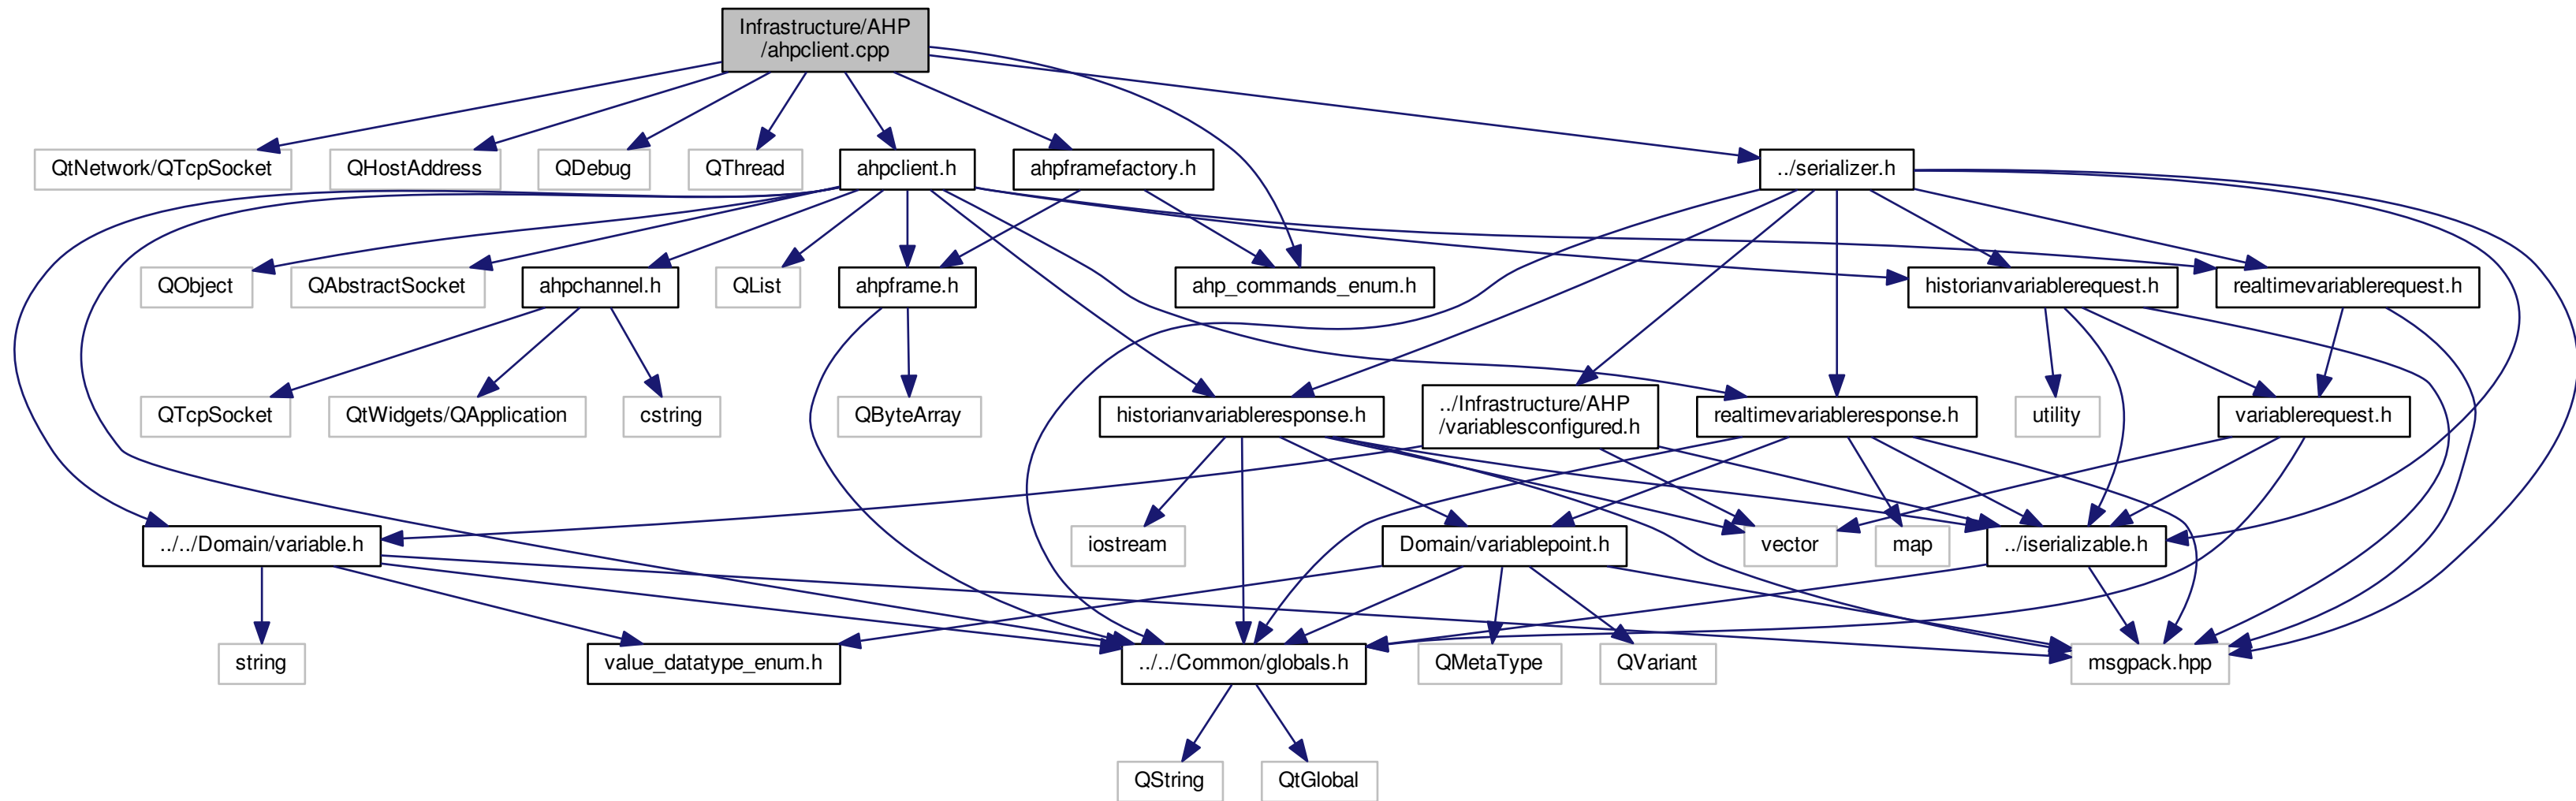 Infrastructure/AHP
/ahpclient.cpp
QtNetwork/QTcpSocket
QHostAddress
QDebug
QThread
ahpclient.h
ahpframefactory.h
../serializer.h
QObject
QAbstractSocket
ahpchannel.h
QList
ahpframe.h
ahp_commands_enum.h
historianvariablerequest.h
realtimevariablerequest.h
QTcpSocket
QtWidgets/QApplication
cstring
QByteArray
historianvariableresponse.h
../Infrastructure/AHP
/variablesconfigured.h
realtimevariableresponse.h
utility
variablerequest.h
../../Domain/variable.h
iostream
Domain/variablepoint.h
vector
map
../iserializable.h
string
value_datatype_enum.h
../../Common/globals.h
QMetaType
QVariant
msgpack.hpp
QString
QtGlobal